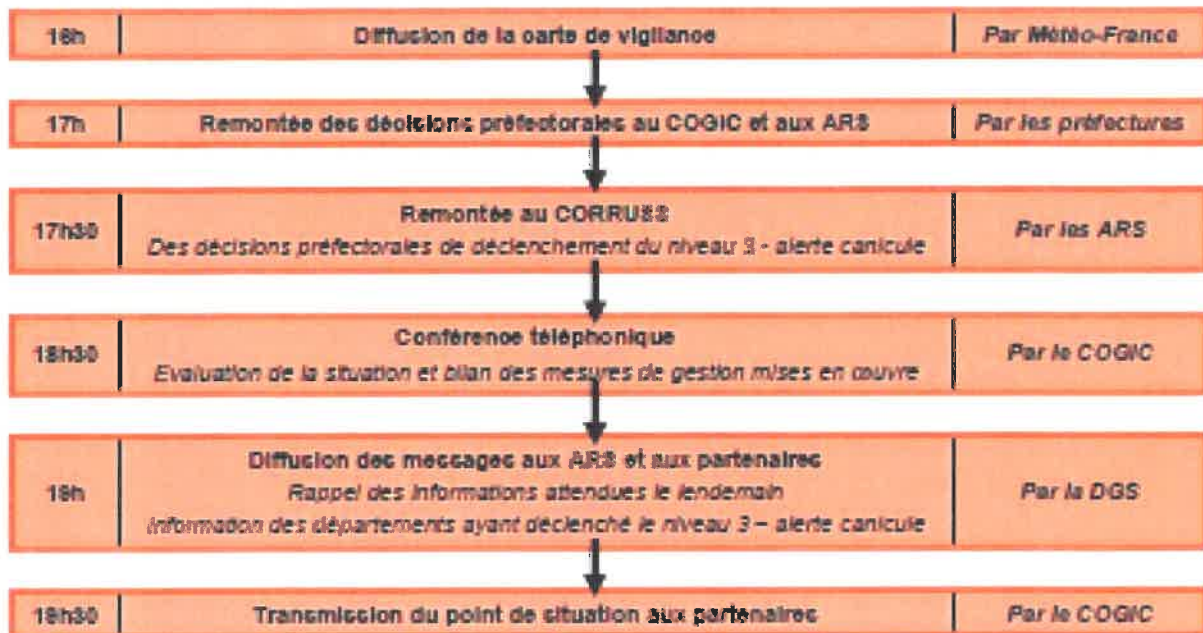 16h Diffusion de la carte de vigilance Par Météo-France
17h Remontée des décisions préfectorales au COGIC et aux ARS Par les préfectures
17h30 Remontée au CORRUSS Par les ARS
Des décisions préfectorales de déclenchement du niveau 3 - alerte canicule
18h30 Conférence téléphonique Par le COGIC
Evaluation de la situation et bilan des mesures de gestion mises en œuvre
19h Diffusion des messages aux ARS et aux partenaires Par la DGS
Rappel des informations attendues le lendemain
Information des départements ayant déclenché le niveau 3 – alerte canicule
19h30 Transmission du point de situation aux partenaires Par le COGIC